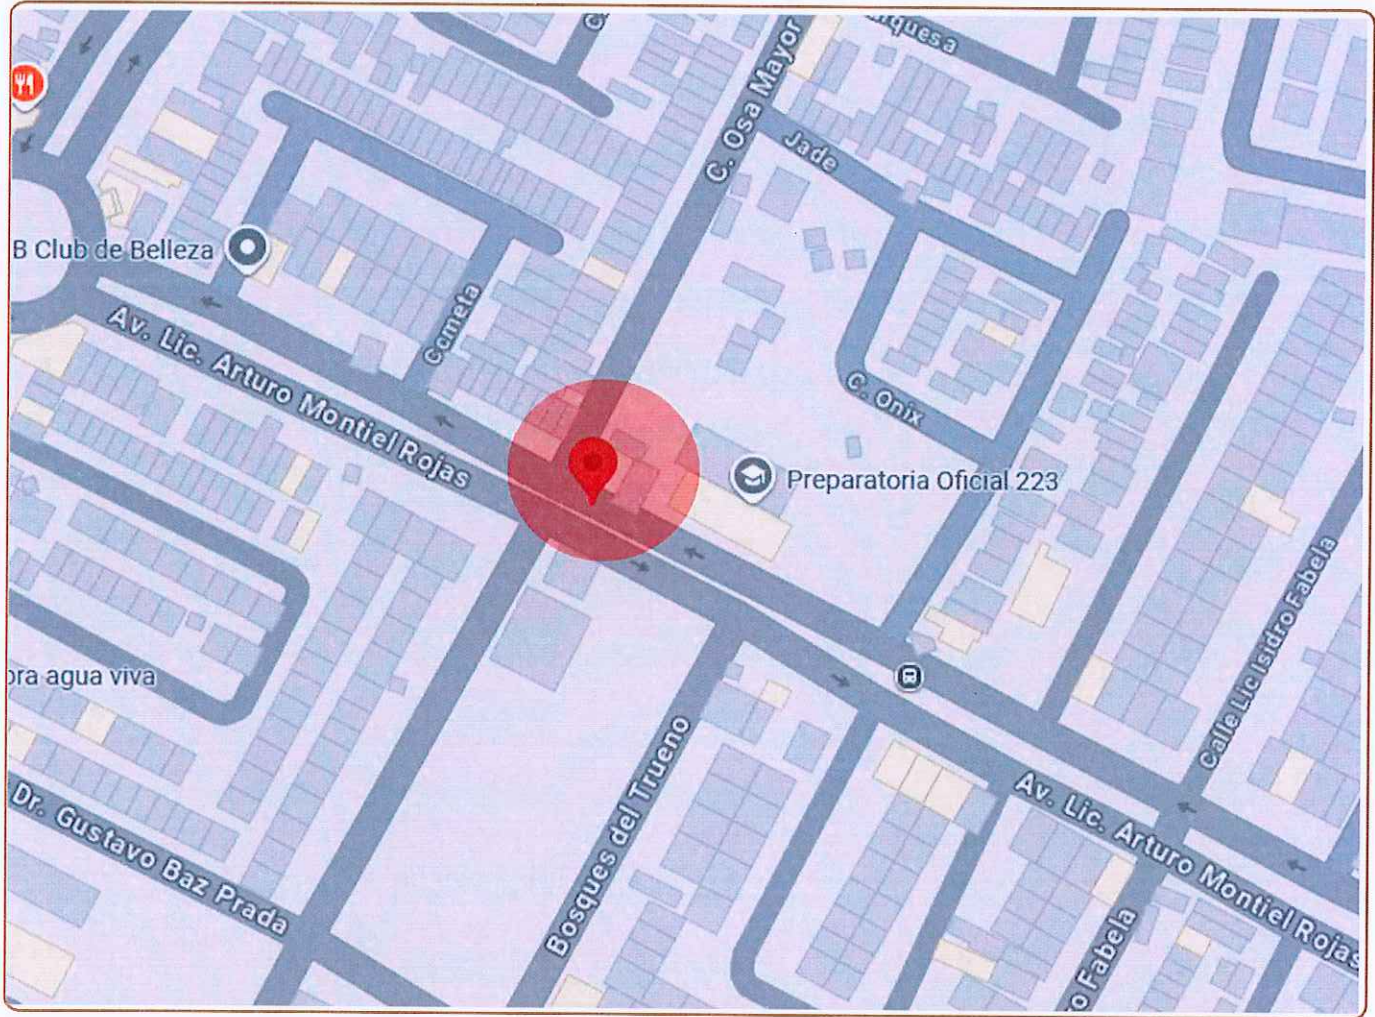 C. Osa Mayor
Jade
B Club de Belleza
Av. Lic. Arturo Montiel Rojas
Cometa
C. Onix
Preparatoria Oficial 223
Calle Lic Isidro Fabela
ora agua viva
Bosques del Trueno
Dr. Gustavo Baz Prada
Av. Lic. Arturo Montiel Rojas
o Fabela